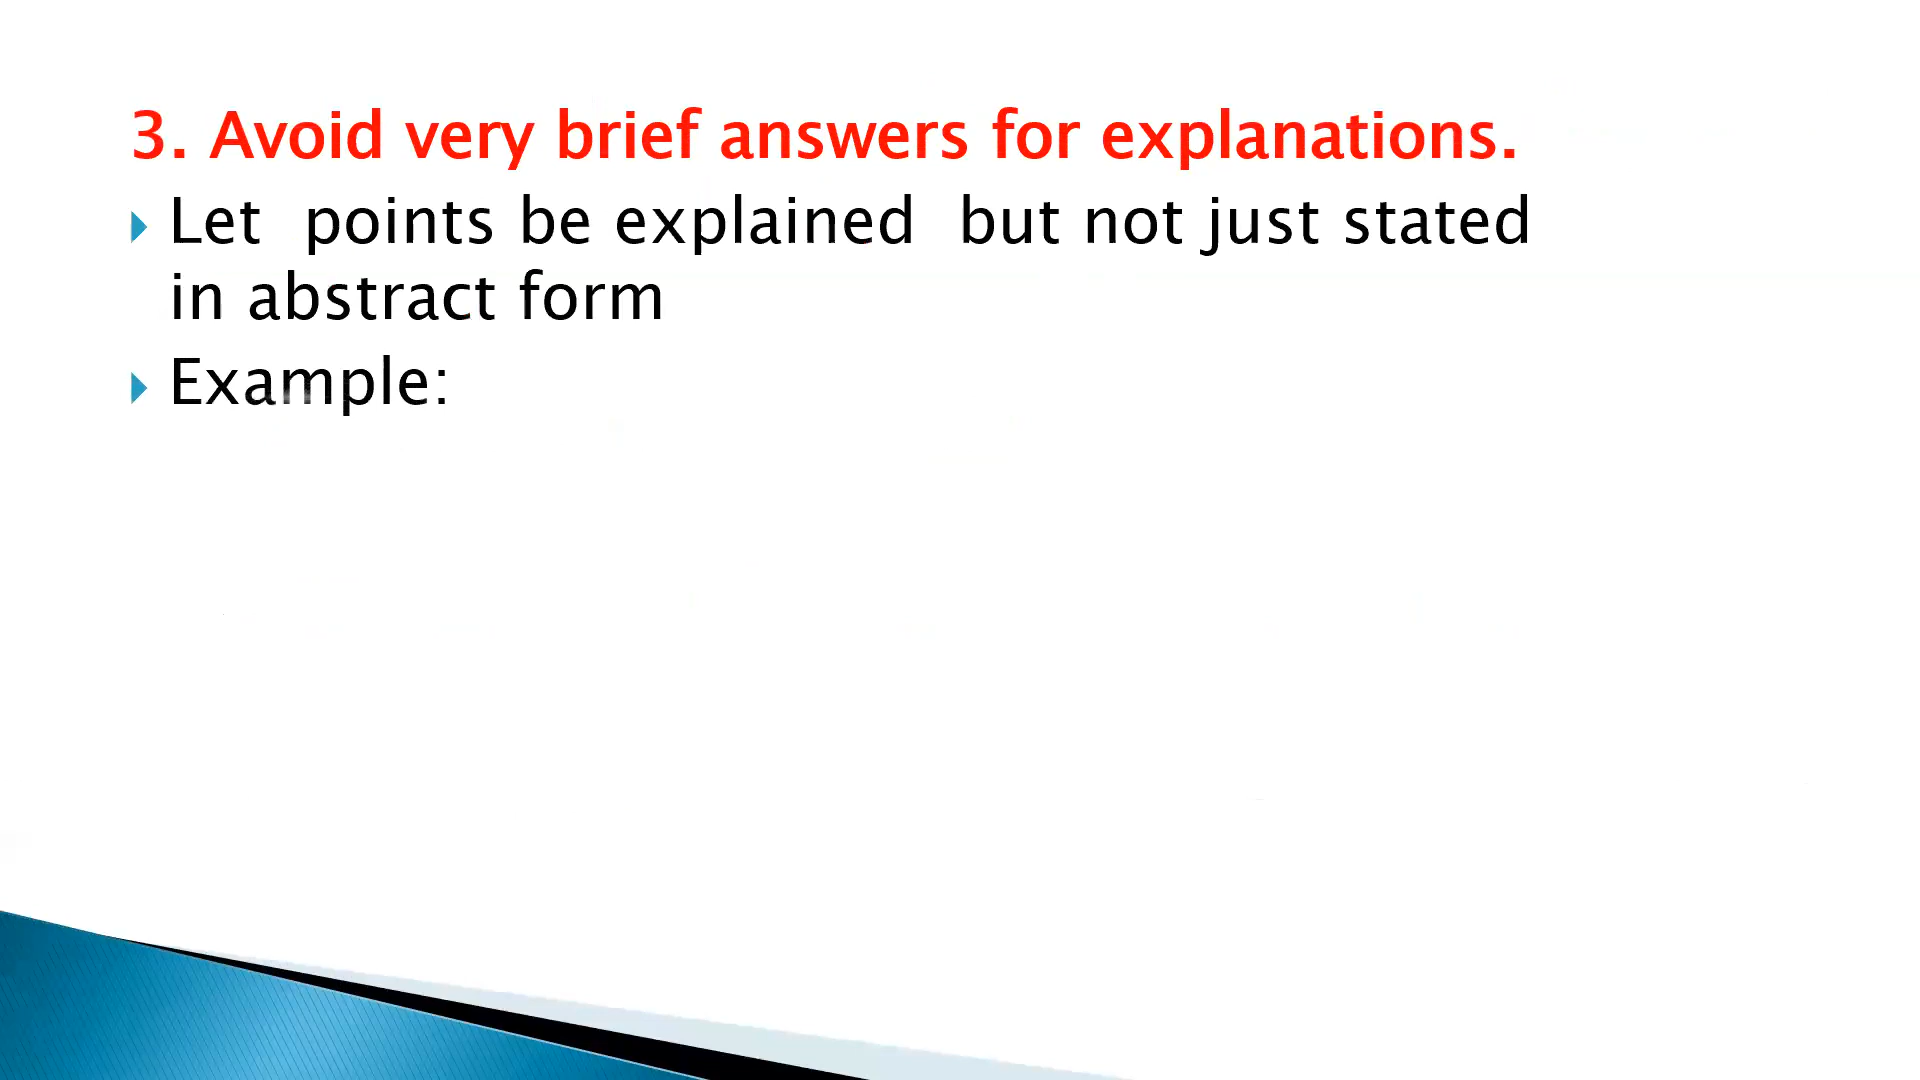 3. Avoid very brief answers for explanations.
Let points be explained but not just stated
in abstract form
Example: